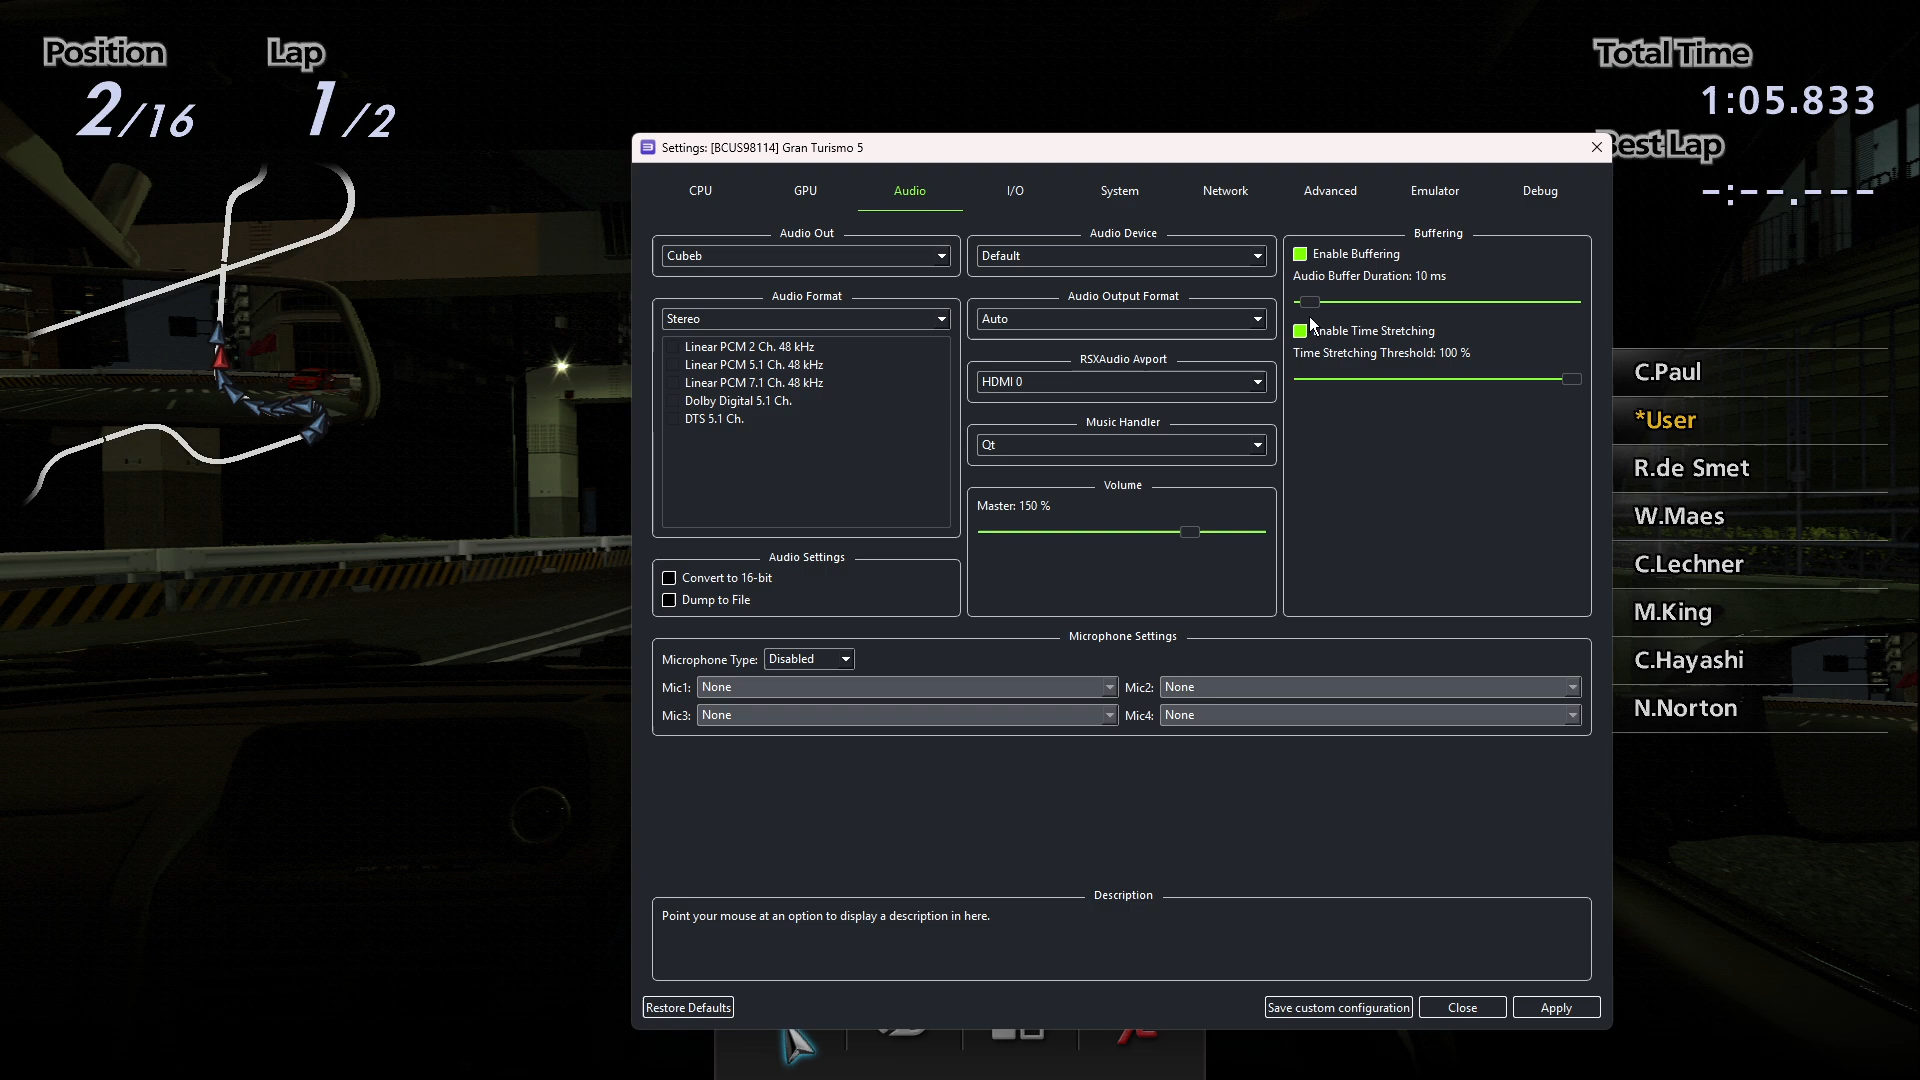 Position
2/16
Lap
1/2
Total Time
1:05.833
Best Lap
-:--.---
Settings: [BCUS98114] Gran Turismo 5
CPU
GPU
Audio
I/O
System
Network
Advanced
Emulator
Debug
Audio Out
Cubeb
Audio Format
Stereo
Linear PCM 2 Ch. 48 kHz
Linear PCM 5.1 Ch. 48 kHz
Linear PCM 7.1 Ch. 48 kHz
Dolby Digital 5.1 Ch.
DTS 5.1 Ch.
Audio Settings
Convert to 16-bit
Dump to File
Audio Device
Default
Audio Output Format
Auto
RSXAudio Avport
HDMI 0
Music Handler
Qt
Volume
Master: 150 %
Buffering
Enable Buffering
Audio Buffer Duration: 10 ms
Enable Time Stretching
Time Stretching Threshold: 100 %
Microphone Settings
Microphone Type: Disabled
Mic1: None
Mic2: None
Mic3: None
Mic4: None
Description
Point your mouse at an option to display a description in here.
Restore Defaults
Save custom configuration
Close
Apply
C.Paul
*User
R.de Smet
W.Maes
C.Lechner
M.King
C.Hayashi
N.Norton